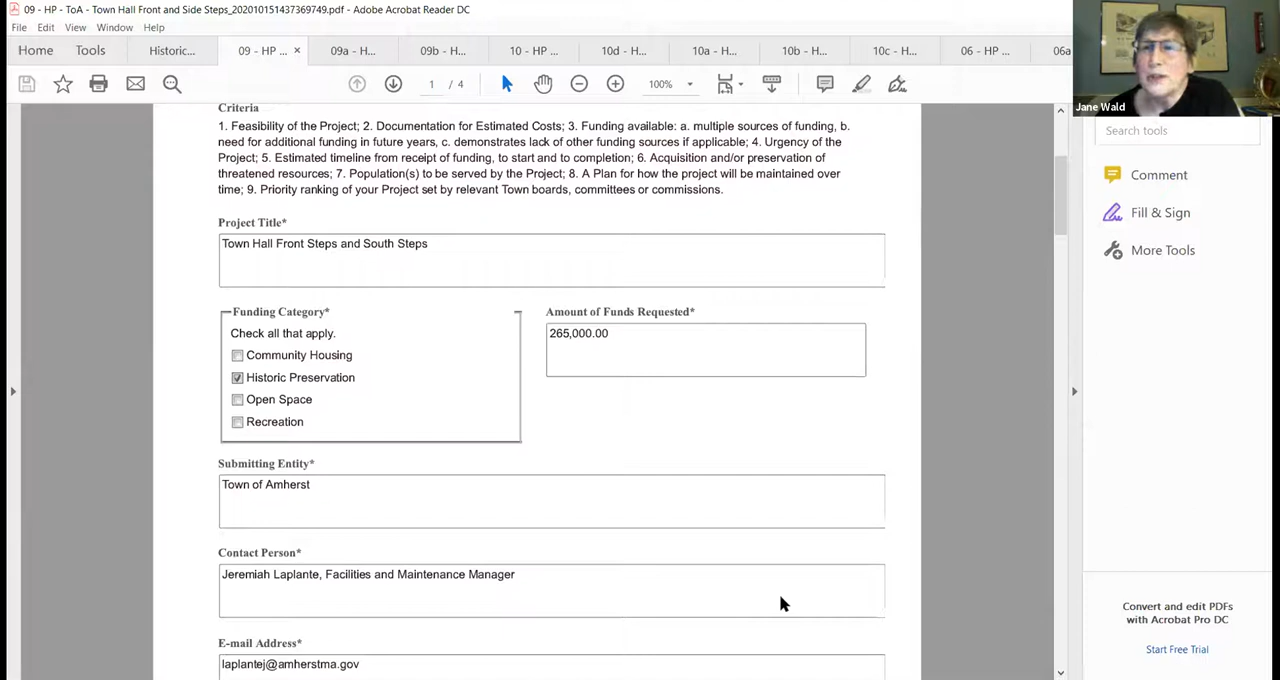 09 - HP - ToA - Town Hall Front and Side Steps_202010151437369749.pdf - Adobe Acrobat Reader DC
File Edit View Window Help
Home Tools Historic... 09 - HP ... × 09a - H... 09b - H... 10 - HP ... 10d - H... 10a - H... 10b - H... 10c - H... 06 - HP ... 06a
1 / 4 100%
Jane Wald
Search tools
Comment
Fill & Sign
More Tools
Criteria
1. Feasibility of the Project; 2. Documentation for Estimated Costs; 3. Funding available: a. multiple sources of funding, b.
need for additional funding in future years, c. demonstrates lack of other funding sources if applicable; 4. Urgency of the
Project; 5. Estimated timeline from receipt of funding, to start and to completion; 6. Acquisition and/or preservation of
threatened resources; 7. Population(s) to be served by the Project; 8. A Plan for how the project will be maintained over
time; 9. Priority ranking of your Project set by relevant Town boards, committees or commissions.
Project Title*
Town Hall Front Steps and South Steps
Funding Category*
Check all that apply.
Community Housing
Historic Preservation
Open Space
Recreation
Amount of Funds Requested*
265,000.00
Submitting Entity*
Town of Amherst
Contact Person*
Jeremiah Laplante, Facilities and Maintenance Manager
E-mail Address*
laplantej@amherstma.gov
Convert and edit PDFs
with Acrobat Pro DC
Start Free Trial